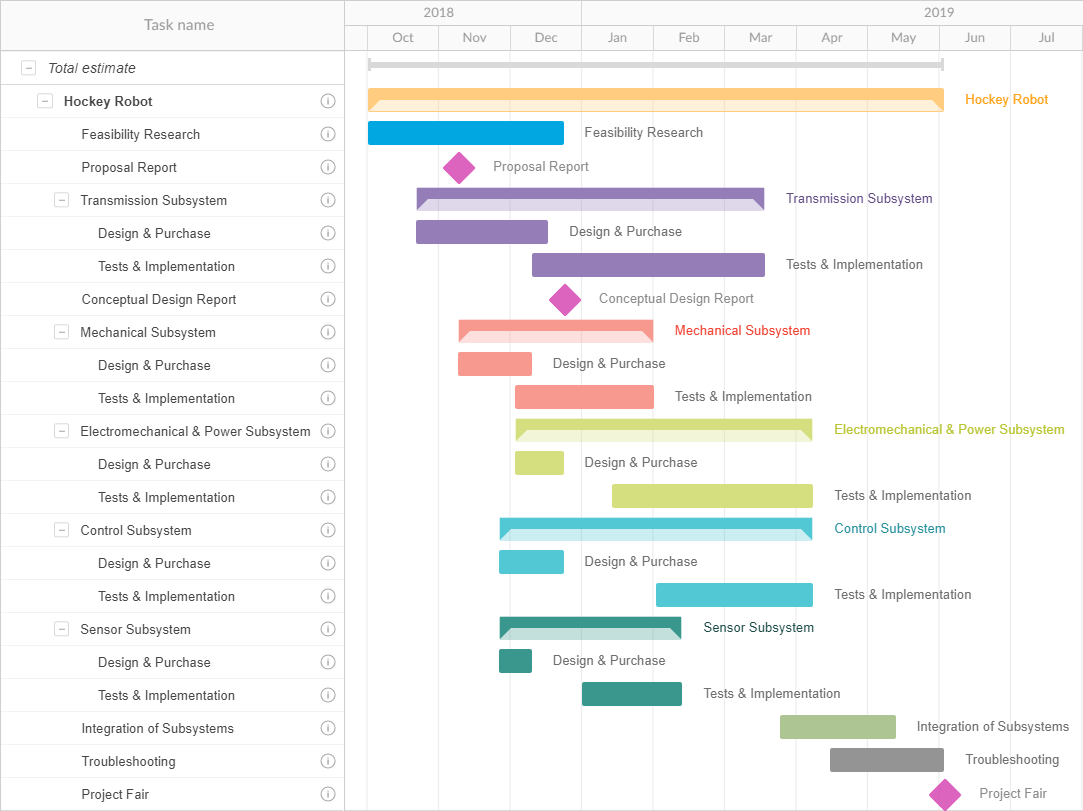 Task name
2018
2019
Oct Nov Dec Jan Feb Mar Apr May Jun Jul
Total estimate
Hockey Robot Hockey Robot
Feasibility Research Feasibility Research
Proposal Report Proposal Report
Transmission Subsystem Transmission Subsystem
Design & Purchase Design & Purchase
Tests & Implementation Tests & Implementation
Conceptual Design Report Conceptual Design Report
Mechanical Subsystem Mechanical Subsystem
Design & Purchase Design & Purchase
Tests & Implementation Tests & Implementation
Electromechanical & Power Subsystem Electromechanical & Power Subsystem
Design & Purchase Design & Purchase
Tests & Implementation Tests & Implementation
Control Subsystem Control Subsystem
Design & Purchase Design & Purchase
Tests & Implementation Tests & Implementation
Sensor Subsystem Sensor Subsystem
Design & Purchase Design & Purchase
Tests & Implementation Tests & Implementation
Integration of Subsystems Integration of Subsystems
Troubleshooting Troubleshooting
Project Fair Project Fair